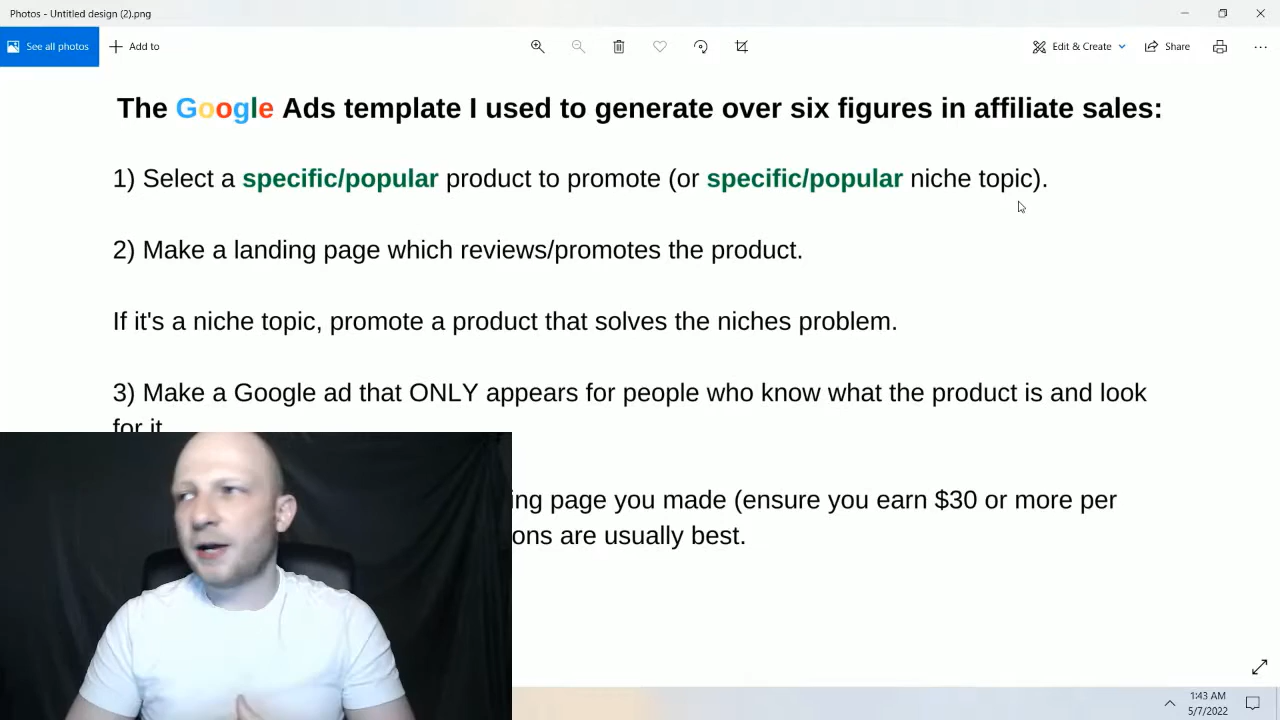 Photos - Untitled design (2).png
See all photos
Add to
Edit & Create
Share
The Google Ads template I used to generate over six figures in affiliate sales:
1) Select a specific/popular product to promote (or specific/popular niche topic).
2) Make a landing page which reviews/promotes the product.
If it's a niche topic, promote a product that solves the niches problem.
3) Make a Google ad that ONLY appears for people who know what the product is and look
for it
page you made (ensure you earn $30 or more per
are usually best.
1:43 AM
5/7/2022